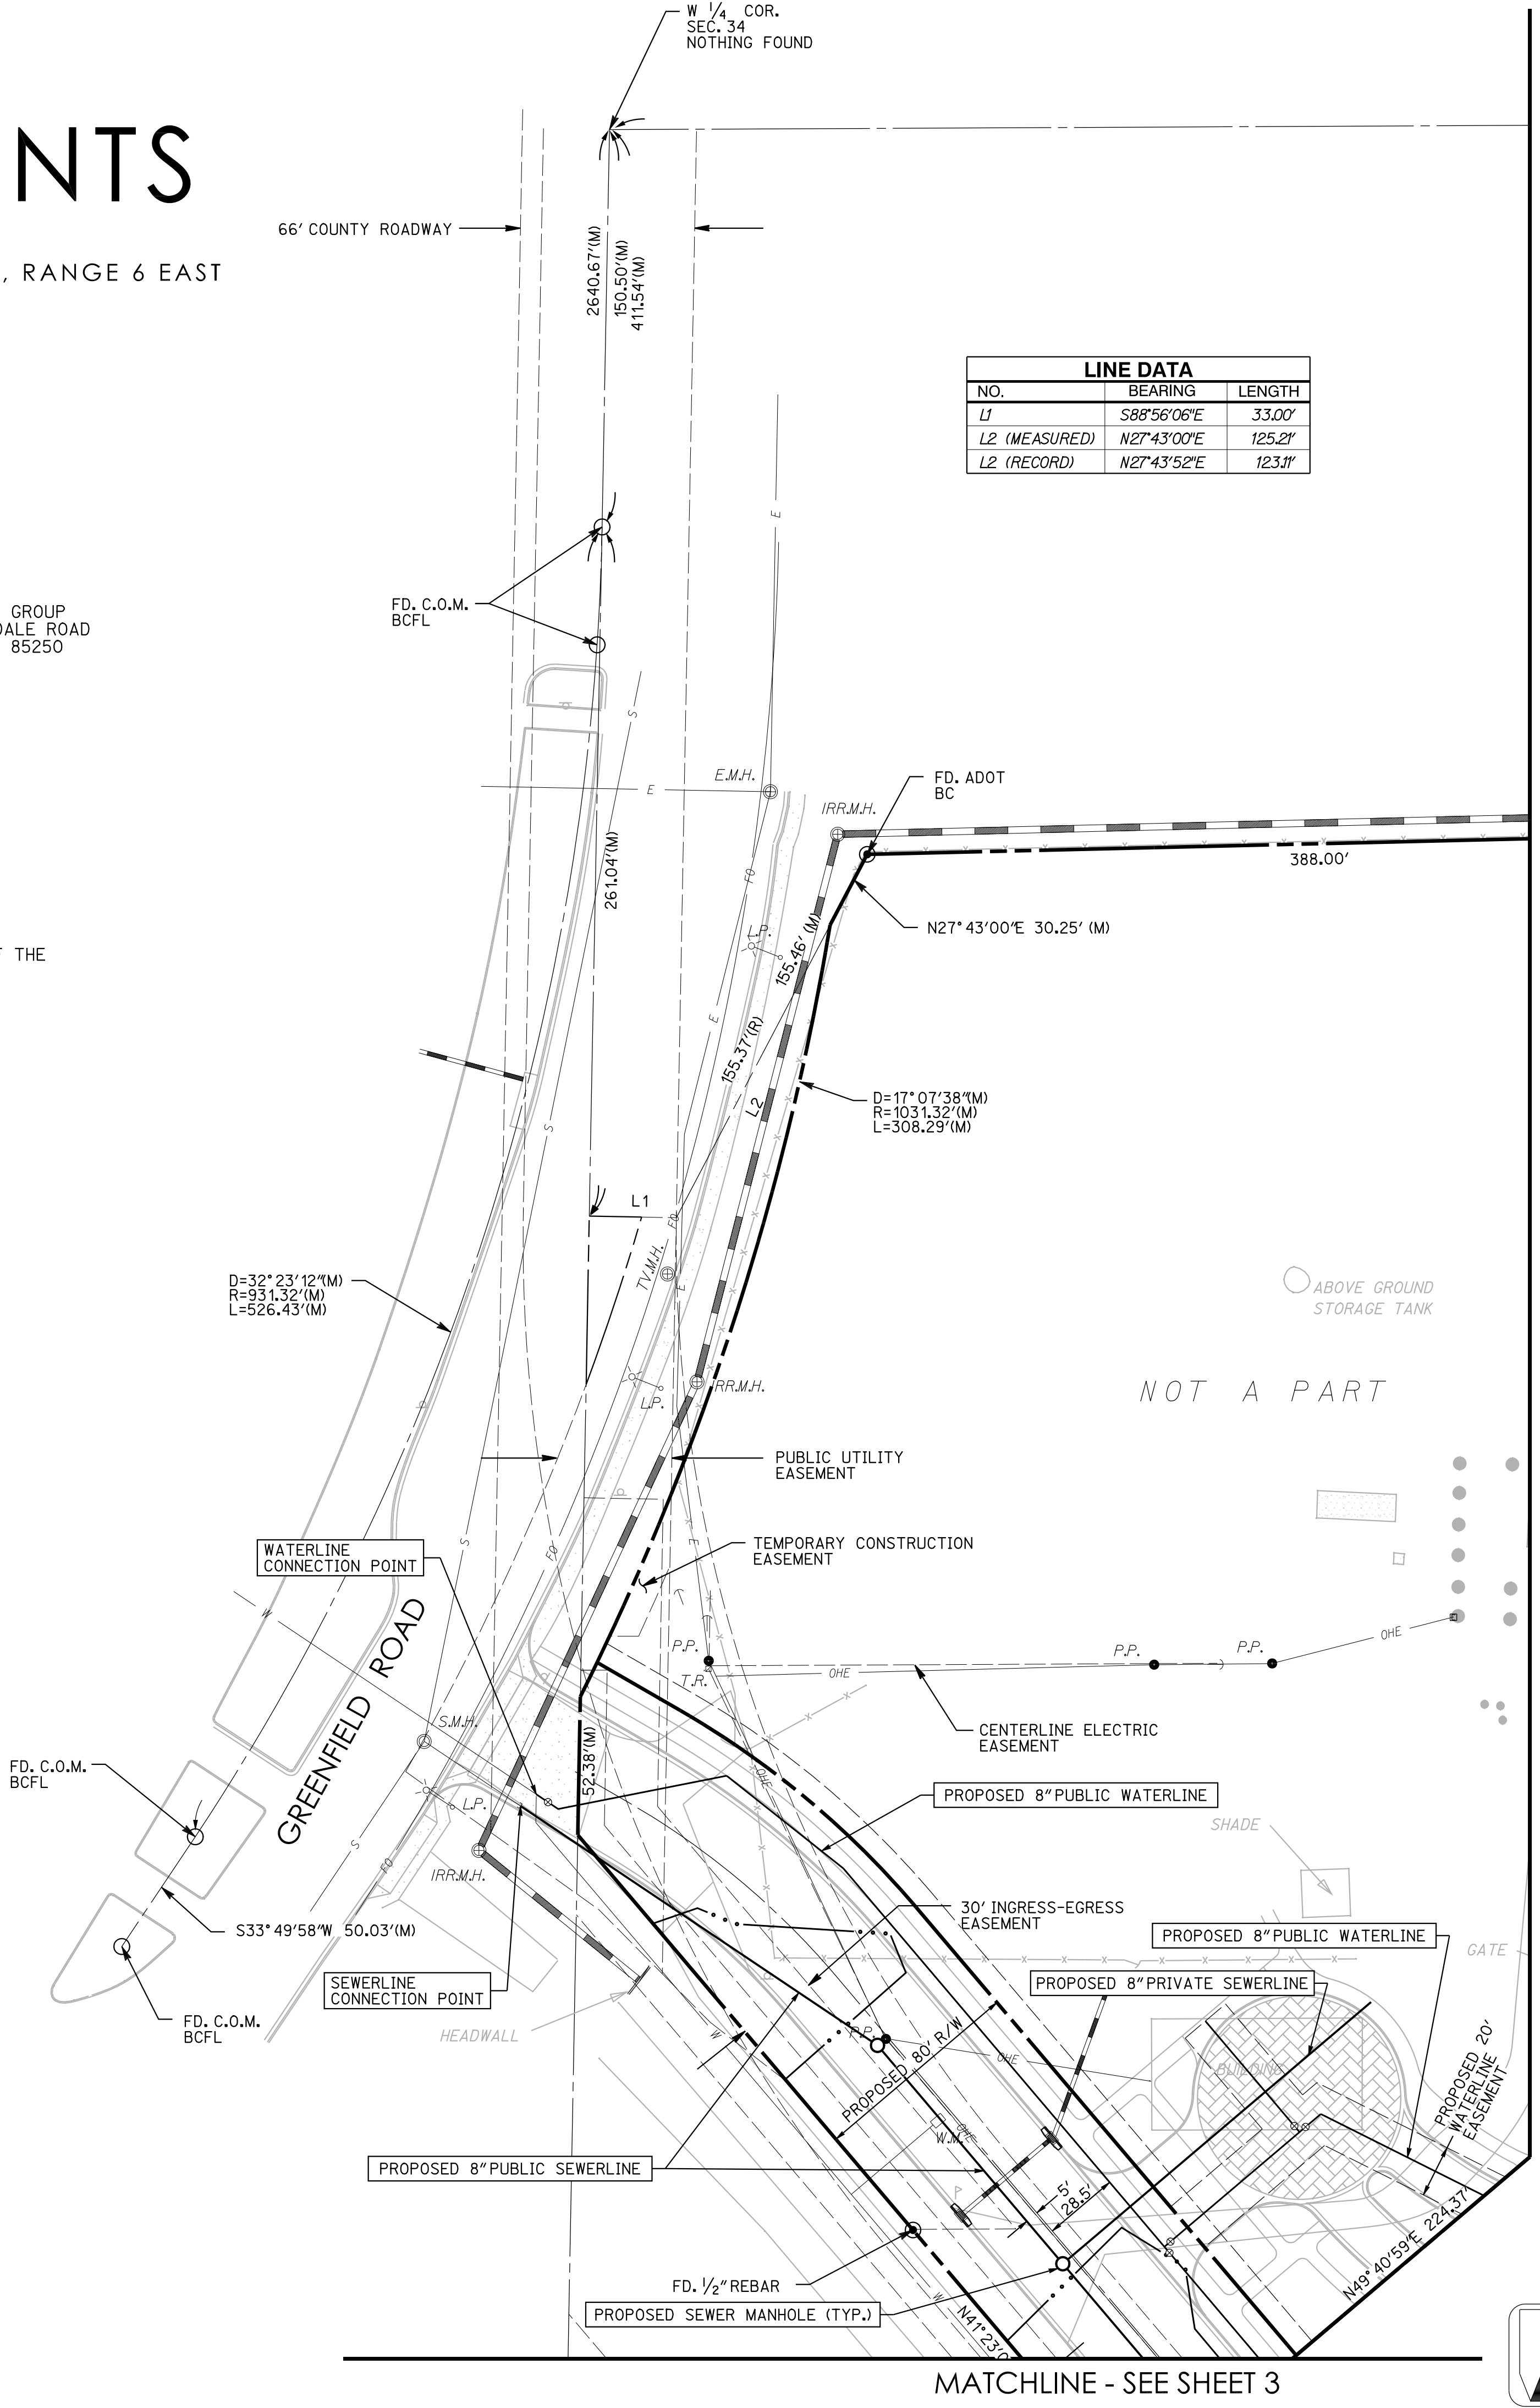 W 1/4 COR.
SEC. 34
NOTHING FOUND
NTS
, RANGE 6 EAST
66' COUNTY ROADWAY
2640.67'(M)
150.50'(M)
411.54'(M)
LINE DATA
NO. BEARING LENGTH
L1 S88°56'06"E 33.00'
L2 (MEASURED) N27°43'00"E 125.21'
L2 (RECORD) N27°43'52"E 123.11'
E
FD. C.O.M.
BCFL
GROUP
DALE ROAD
85250
S
E.M.H.
E
FD. ADOT
BC
IRR.M.H.
388.00'
261.04'(M)
FO
N27°43'00"E 30.25' (M)
L.P.
155.46' (M)
THE
E
155.37'(R)
L2
D=17°07'38"(M)
R=1031.32'(M)
L=308.29'(M)
S
L1
FO
TV.M.H.
E
D=32°23'12"(M)
R=931.32'(M)
L=526.43'(M)
ABOVE GROUND
STORAGE TANK
IRR.M.H.
L.P.
NOT A PART
PUBLIC UTILITY
EASEMENT
WATERLINE
CONNECTION POINT
S
FO
E
TEMPORARY CONSTRUCTION
EASEMENT
W
GREENFIELD ROAD
P.P.
T.R.
OHE
P.P.
P.P.
OHE
S.M.H.
CENTERLINE ELECTRIC
EASEMENT
52.38'(M)
FD. C.O.M.
BCFL
OHE
PROPOSED 8" PUBLIC WATERLINE
L.P.
SHADE
S
FO
IRR.M.H.
30' INGRESS-EGRESS
EASEMENT
S33°49'58"W 50.03'(M)
PROPOSED 8" PUBLIC WATERLINE
GATE
SEWERLINE
CONNECTION POINT
PROPOSED 8" PRIVATE SEWERLINE
FD. C.O.M.
BCFL
HEADWALL
W
P.P.
PROPOSED 80' R/W
OHE
BUILDING
PROPOSED 20'
WATERLINE
EASEMENT
OHE
W.M.
PROPOSED 8" PUBLIC SEWERLINE
5'
28.5'
N49°40'59"E 224.37'
FD. 1/2" REBAR
W
PROPOSED SEWER MANHOLE (TYP.)
N41°23'0
MATCHLINE - SEE SHEET 3